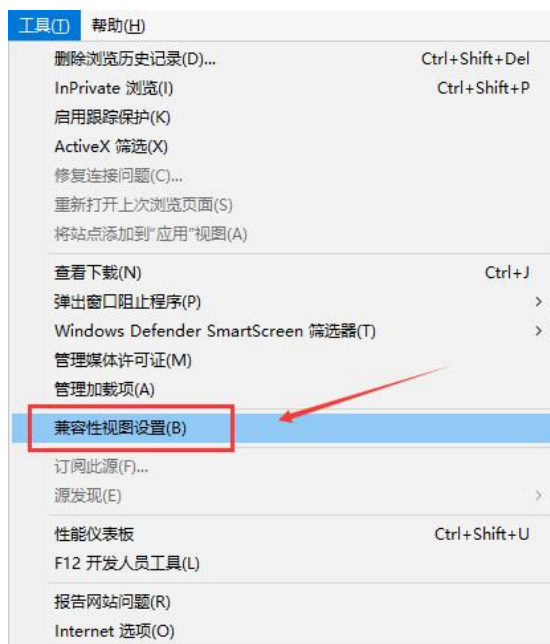 工具(T) 帮助(H)
删除浏览历史记录(D)... Ctrl+Shift+Del
InPrivate 浏览(I) Ctrl+Shift+P
启用跟踪保护(K)
ActiveX 筛选(X)
修复连接问题(C)...
重新打开上次浏览页面(S)
将站点添加到“应用”视图(A)
查看下载(N) Ctrl+J
弹出窗口阻止程序(P)
Windows Defender SmartScreen 筛选器(T)
管理媒体许可证(M)
管理加载项(A)
兼容性视图设置(B)
订阅此源(F)...
源发现(E)
性能仪表板 Ctrl+Shift+U
F12 开发人员工具(L)
报告网站问题(R)
Internet 选项(O)